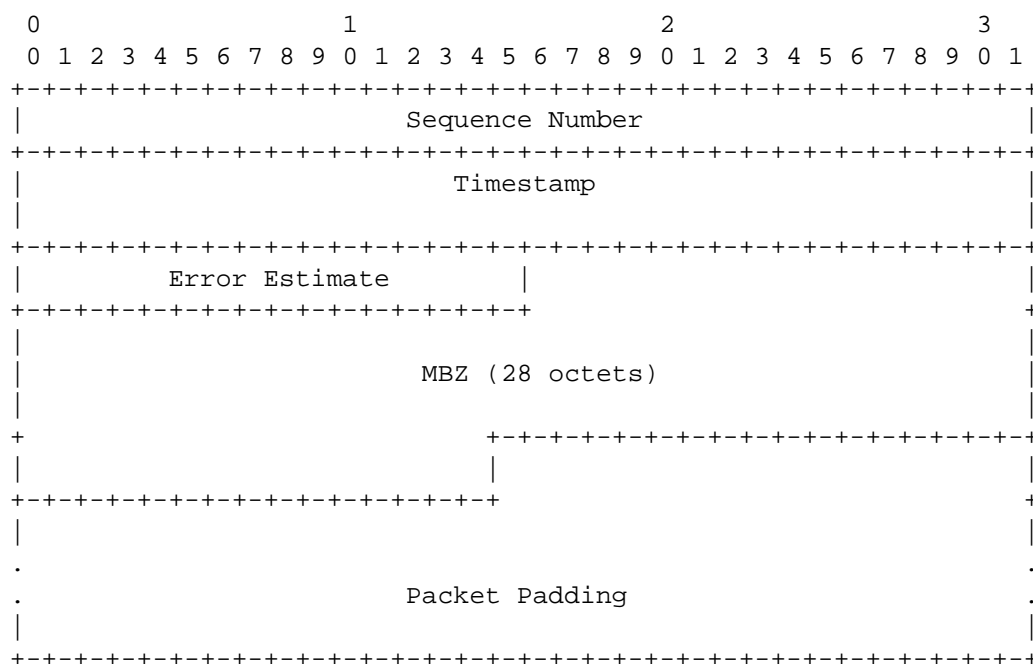 0                   1                   2                   3
0 1 2 3 4 5 6 7 8 9 0 1 2 3 4 5 6 7 8 9 0 1 2 3 4 5 6 7 8 9 0 1
Sequence Number
Timestamp
Error Estimate
MBZ (28 octets)
Packet Padding